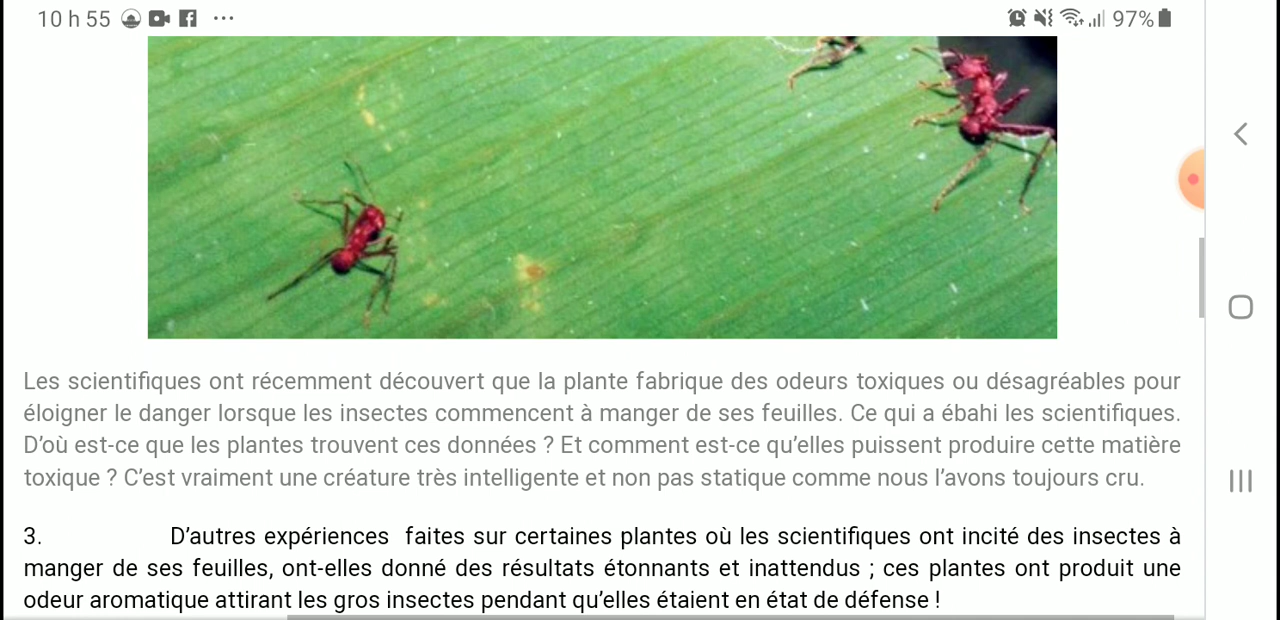 10 h 55
97%
Les scientifiques ont récemment découvert que la plante fabrique des odeurs toxiques ou désagréables pour
éloigner le danger lorsque les insectes commencent à manger de ses feuilles. Ce qui a ébahi les scientifiques.
D’où est-ce que les plantes trouvent ces données ? Et comment est-ce qu’elles puissent produire cette matière
toxique ? C’est vraiment une créature très intelligente et non pas statique comme nous l’avons toujours cru.
3. D’autres expériences faites sur certaines plantes où les scientifiques ont incité des insectes à
manger de ses feuilles, ont-elles donné des résultats étonnants et inattendus ; ces plantes ont produit une
odeur aromatique attirant les gros insectes pendant qu’elles étaient en état de défense !